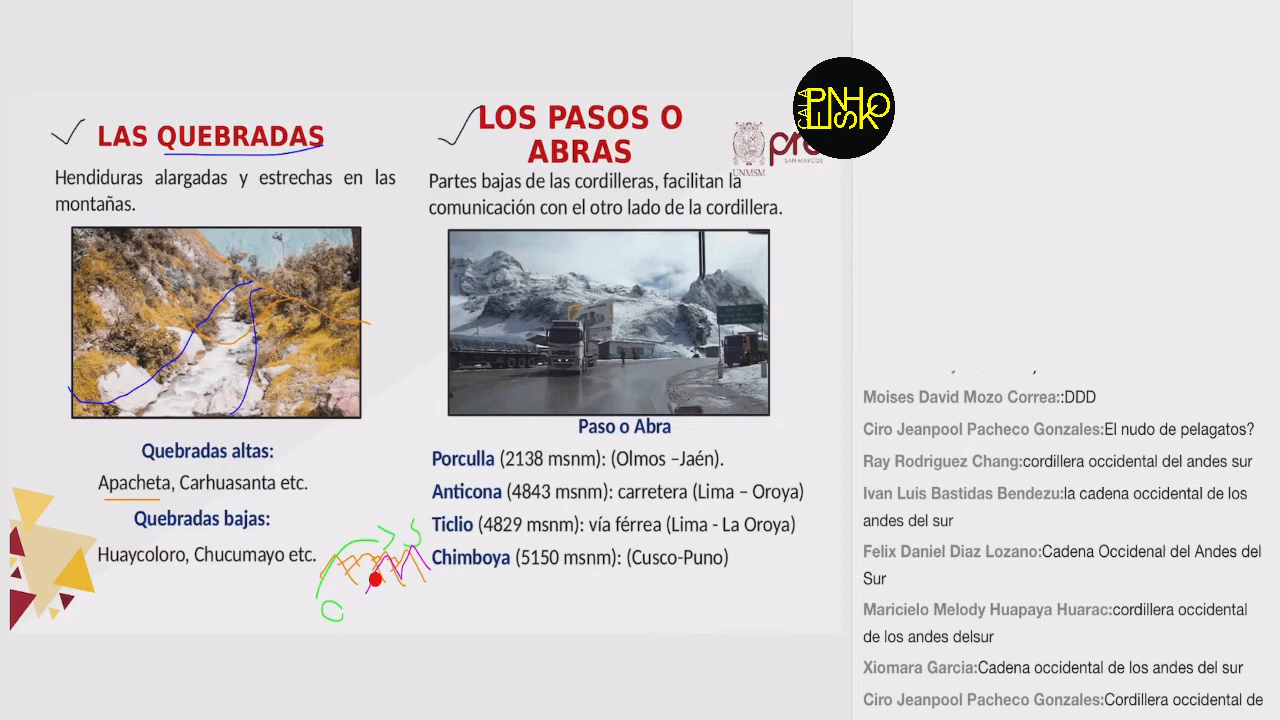 LAS QUEBRADAS
Hendiduras alargadas y estrechas en las
montañas.
Quebradas altas:
Apacheta, Carhuasanta etc.
Quebradas bajas:
Huaycoloro, Chucumayo etc.
LOS PASOS O
ABRAS
Partes bajas de las cordilleras, facilitan la
comunicación con el otro lado de la cordillera.
Paso o Abra
Porculla (2138 msnm): (Olmos –Jaén).
Anticona (4843 msnm): carretera (Lima – Oroya)
Ticlio (4829 msnm): vía férrea (Lima - La Oroya)
Chimboya (5150 msnm): (Cusco-Puno)
UNMSM
SAN MARCOS
Moises David Mozo Correa::DDD
Ciro Jeanpool Pacheco Gonzales:El nudo de pelagatos?
Ray Rodriguez Chang:cordillera occidental del andes sur
Ivan Luis Bastidas Bendezu:la cadena occidental de los
andes del sur
Felix Daniel Diaz Lozano:Cadena Occidenal del Andes del
Sur
Maricielo Melody Huapaya Huarac:cordillera occidental
de los andes delsur
Xiomara Garcia:Cadena occidental de los andes del sur
Ciro Jeanpool Pacheco Gonzales:Cordillera occidental de